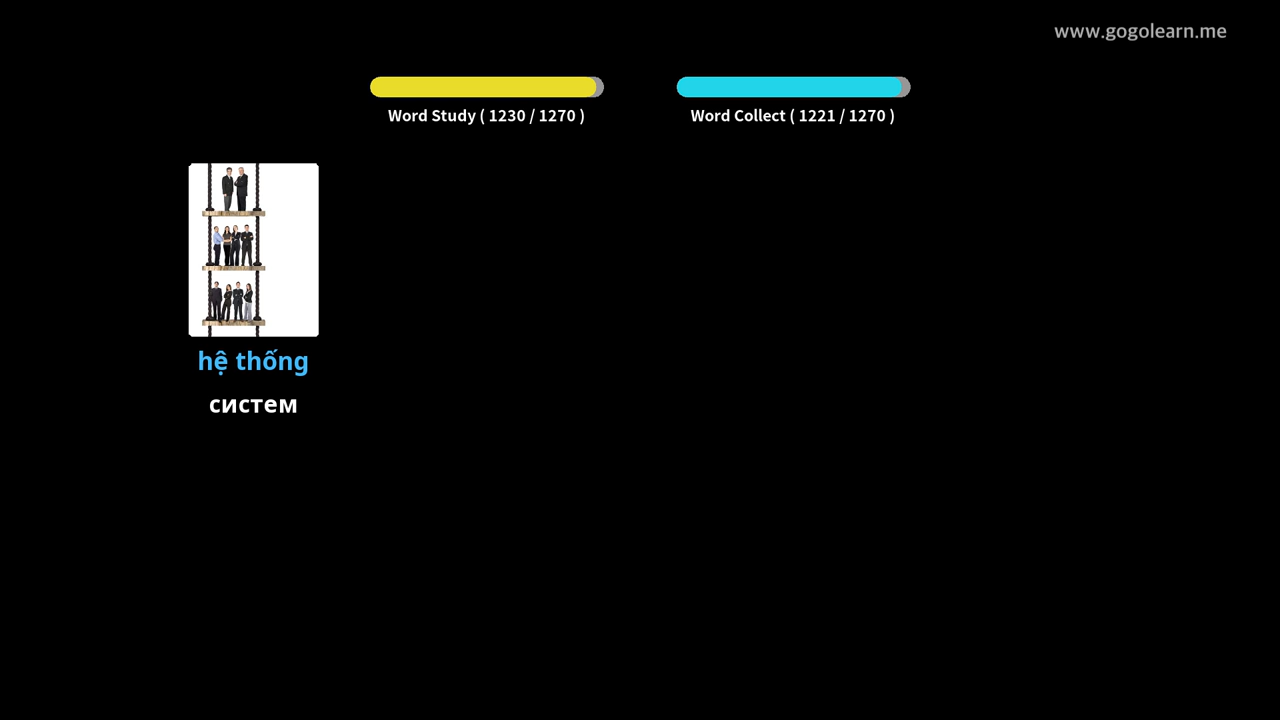 www.gogolearn.me
Word Study ( 1230 / 1270 )
Word Collect ( 1221 / 1270 )
hệ thống
систем